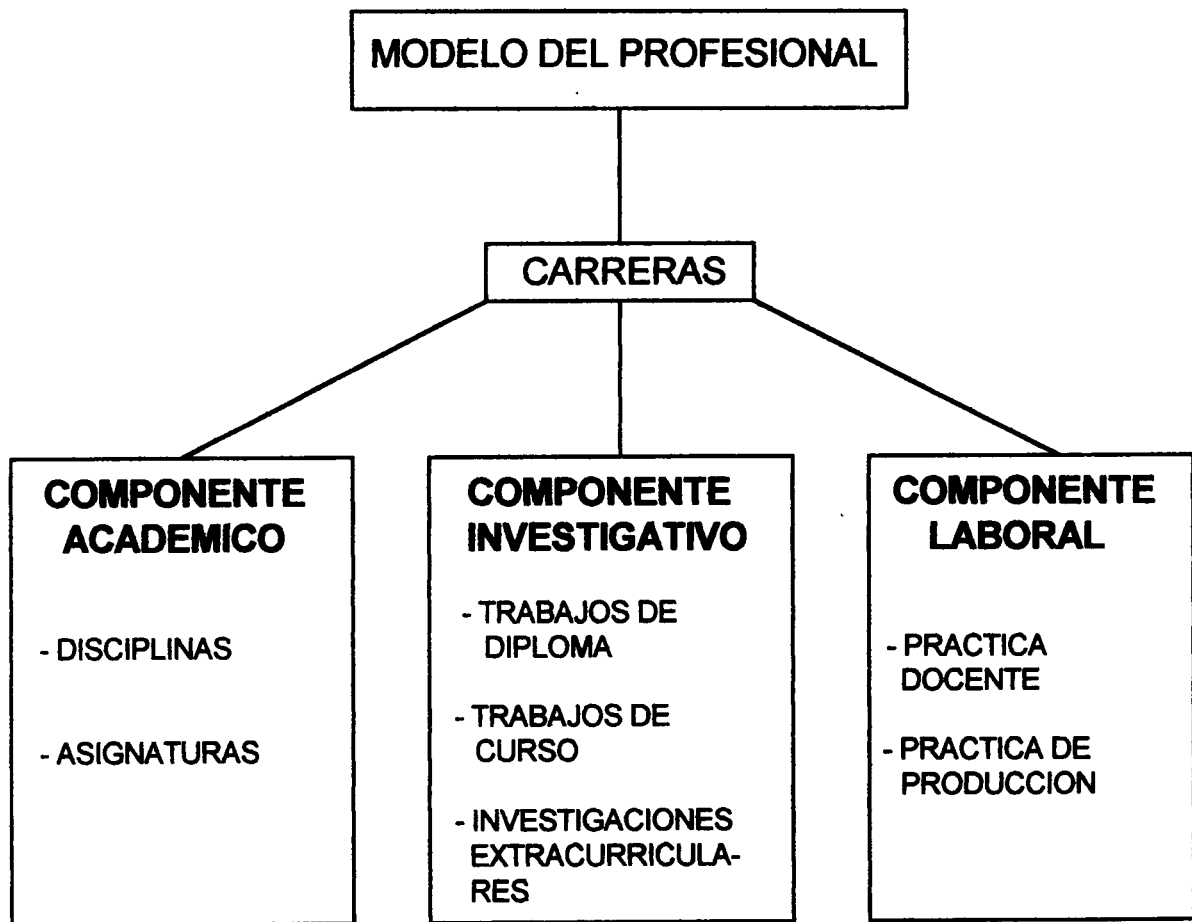 MODELO DEL PROFESIONAL
CARRERAS
COMPONENTE
ACADEMICO
- DISCIPLINAS
- ASIGNATURAS
COMPONENTE
INVESTIGATIVO
- TRABAJOS DE
DIPLOMA
- TRABAJOS DE
CURSO
- INVESTIGACIONES
EXTRACURRICULA-
RES
COMPONENTE
LABORAL
- PRACTICA
DOCENTE
- PRACTICA DE
PRODUCCION